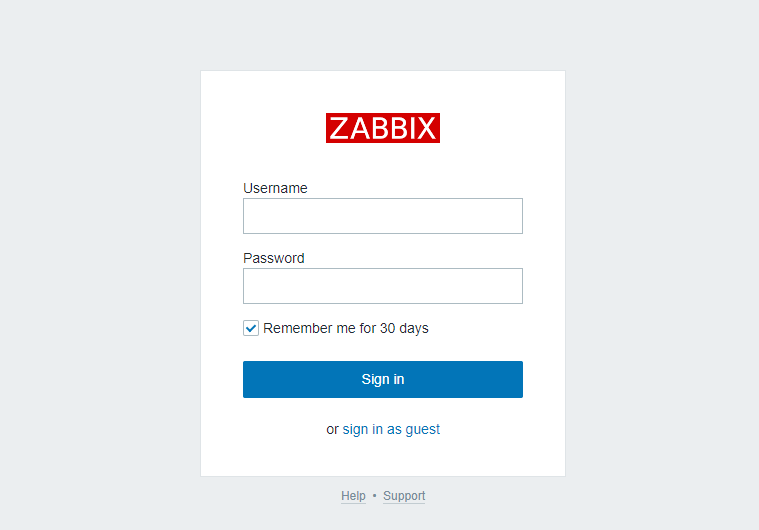 ZABBIX
Username
Password
Remember me for 30 days
Sign in
or sign in as guest
Help • Support